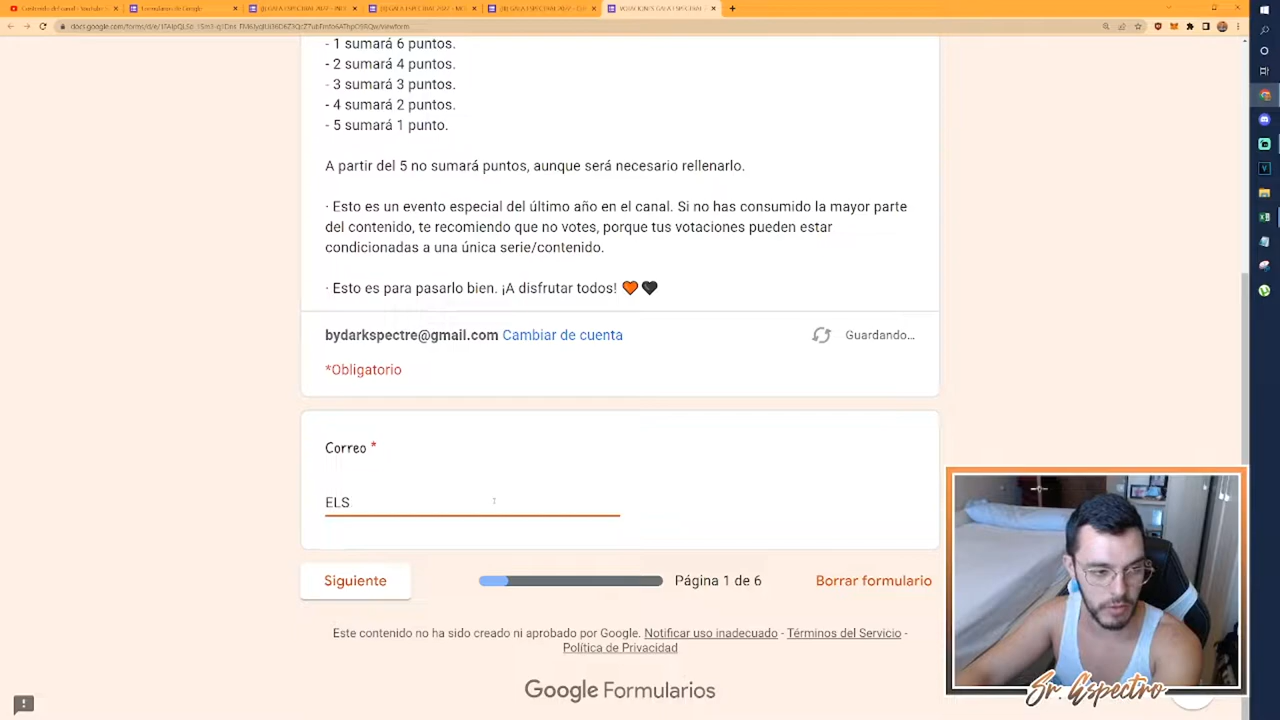 docs.google.com/forms/d/e/
- 1 sumará 6 puntos.
- 2 sumará 4 puntos.
- 3 sumará 3 puntos.
- 4 sumará 2 puntos.
- 5 sumará 1 punto.
A partir del 5 no sumará puntos, aunque será necesario rellenarlo.
· Esto es un evento especial del último año en el canal. Si no has consumido la mayor parte
del contenido, te recomiendo que no votes, porque tus votaciones pueden estar
condicionadas a una única serie/contenido.
· Esto es para pasarlo bien. ¡A disfrutar todos! 🧡🖤
bydarkspectre@gmail.com Cambiar de cuenta Guardando...
*Obligatorio
Correo *
ELS
Siguiente Página 1 de 6 Borrar formulario
Este contenido no ha sido creado ni aprobado por Google. Notificar uso inadecuado - Términos del Servicio -
Política de Privacidad
Google Formularios
Sr. Espectro